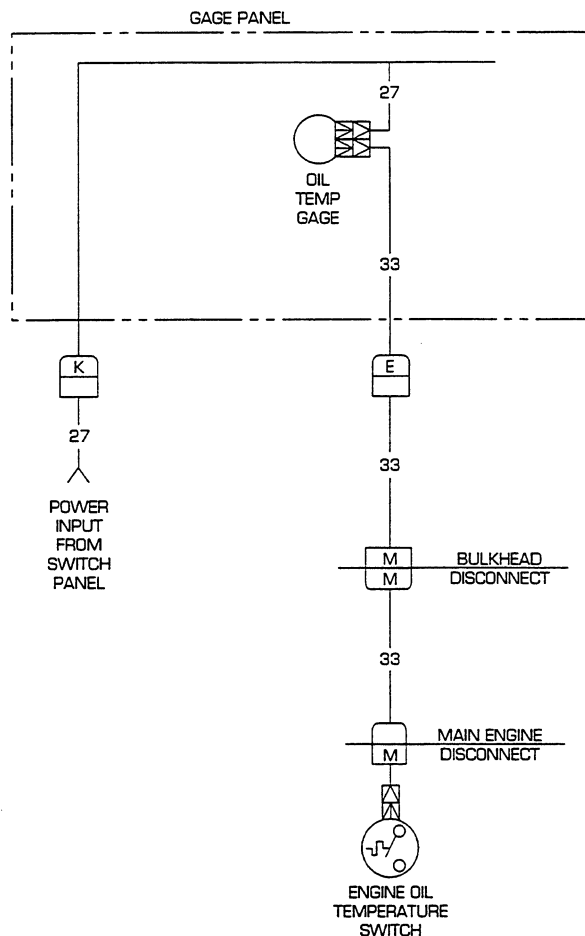 GAGE PANEL
27
OIL
TEMP
GAGE
33
K
E
27
33
POWER
INPUT
FROM
SWITCH
PANEL
M
M
BULKHEAD
DISCONNECT
33
MAIN ENGINE
DISCONNECT
M
ENGINE OIL
TEMPERATURE
SWITCH